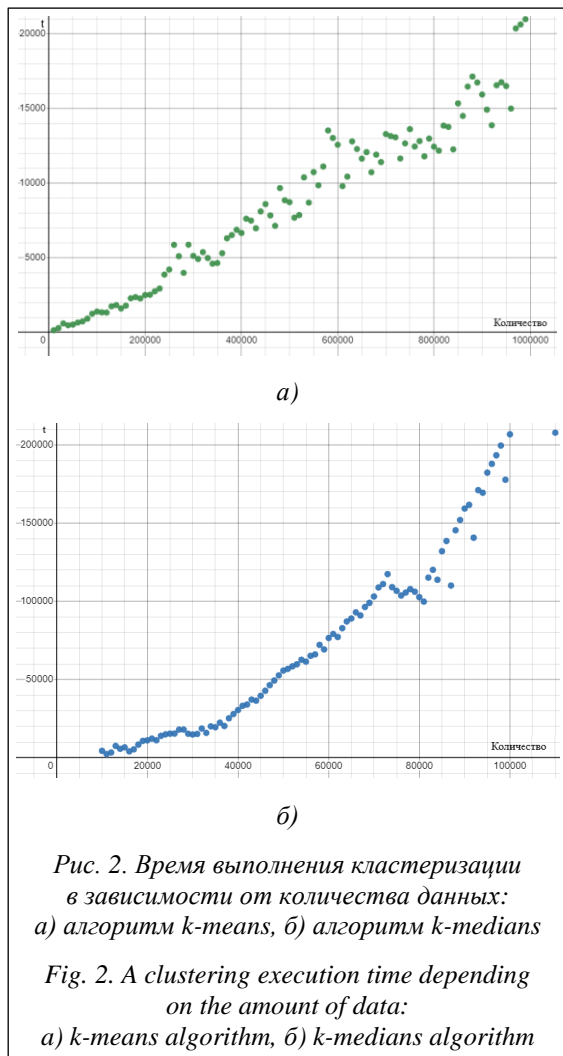 t
20000
15000
10000
5000
Количество
0
200000
400000
600000
800000
1000000
а)
t
200000
150000
100000
50000
Количество
0
20000
40000
60000
80000
100000
б)
Рис. 2. Время выполнения кластеризации
в зависимости от количества данных:
а) алгоритм k-means, б) алгоритм k-medians
Fig. 2. A clustering execution time depending
on the amount of data:
а) k-means algorithm, б) k-medians algorithm